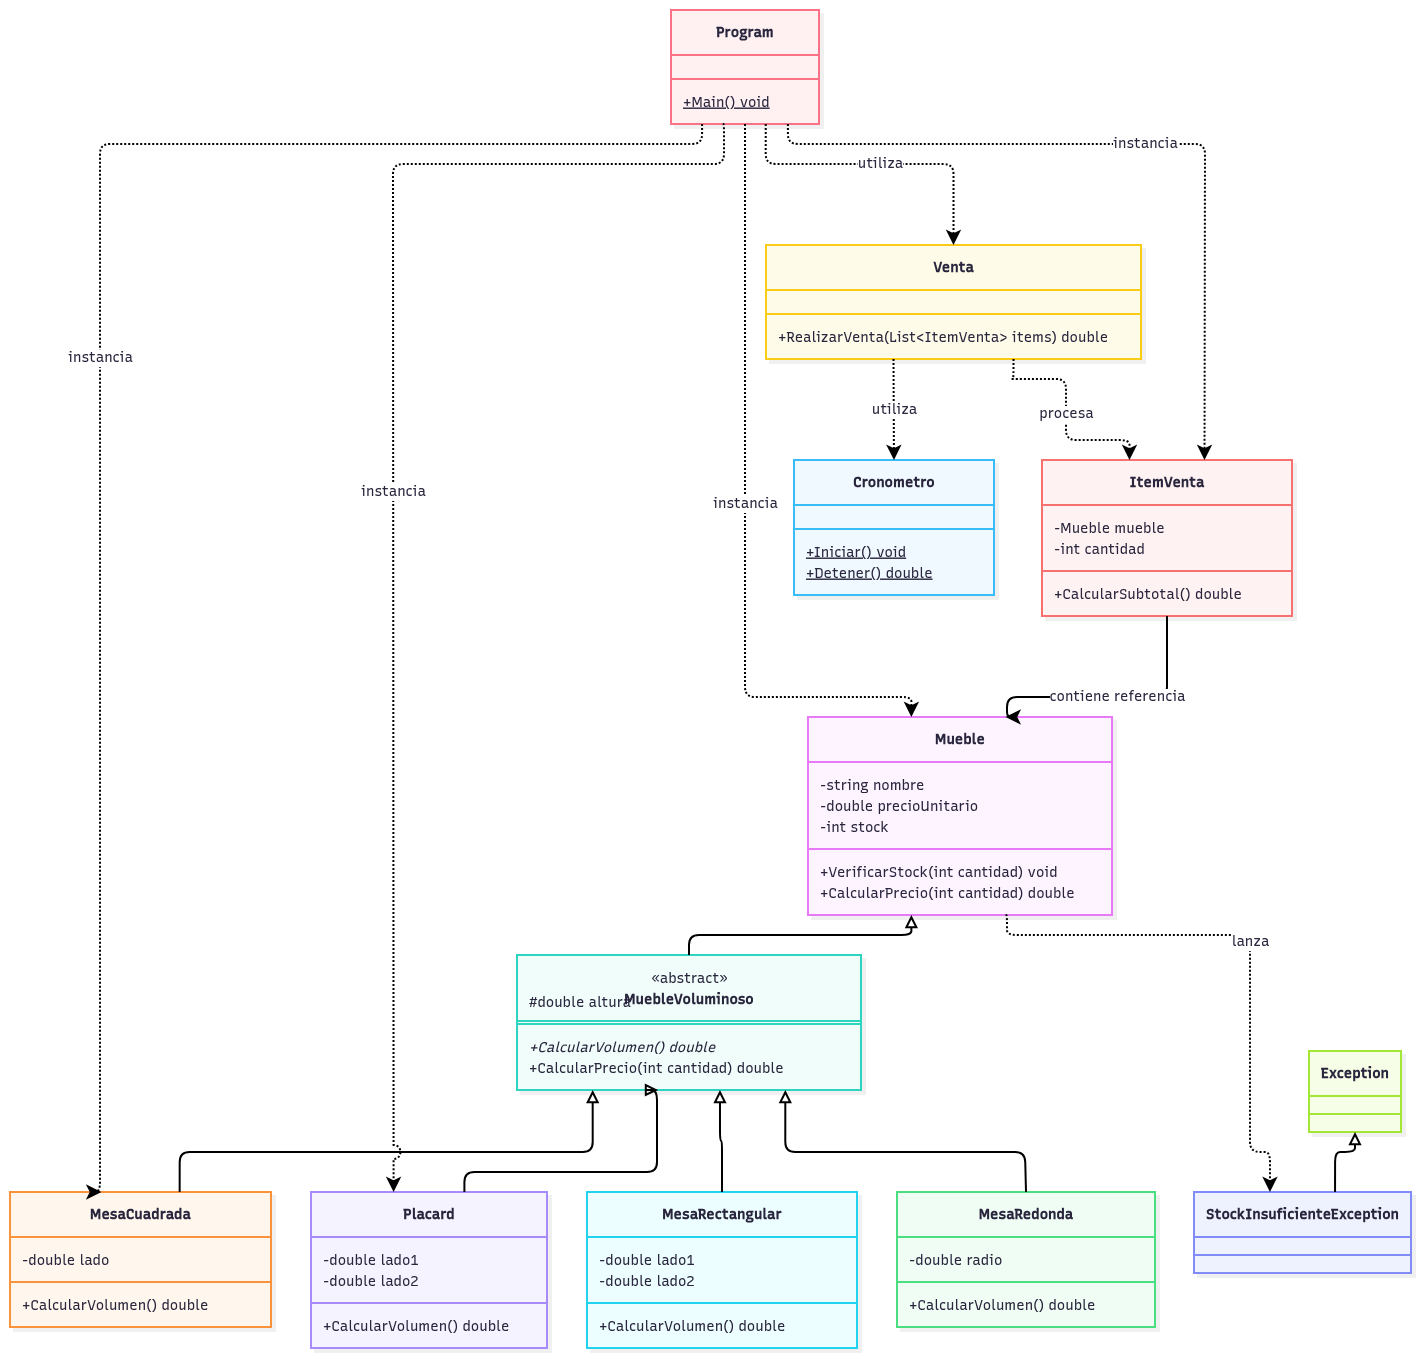 Program
+Main() void
instancia
utiliza
Venta
+RealizarVenta(List<ItemVenta> items) double
instancia
utiliza
procesa
Cronometro
+Iniciar() void
+Detener() double
ItemVenta
-Mueble mueble
-int cantidad
+CalcularSubtotal() double
instancia
instancia
contiene referencia
Mueble
-string nombre
-double precioUnitario
-int stock
+VerificarStock(int cantidad) void
+CalcularPrecio(int cantidad) double
lanza
«abstract»
MuebleVoluminoso
#double altura
+CalcularVolumen() double
+CalcularPrecio(int cantidad) double
Exception
MesaCuadrada
-double lado
+CalcularVolumen() double
Placard
-double lado1
-double lado2
+CalcularVolumen() double
MesaRectangular
-double lado1
-double lado2
+CalcularVolumen() double
MesaRedonda
-double radio
+CalcularVolumen() double
StockInsuficienteException